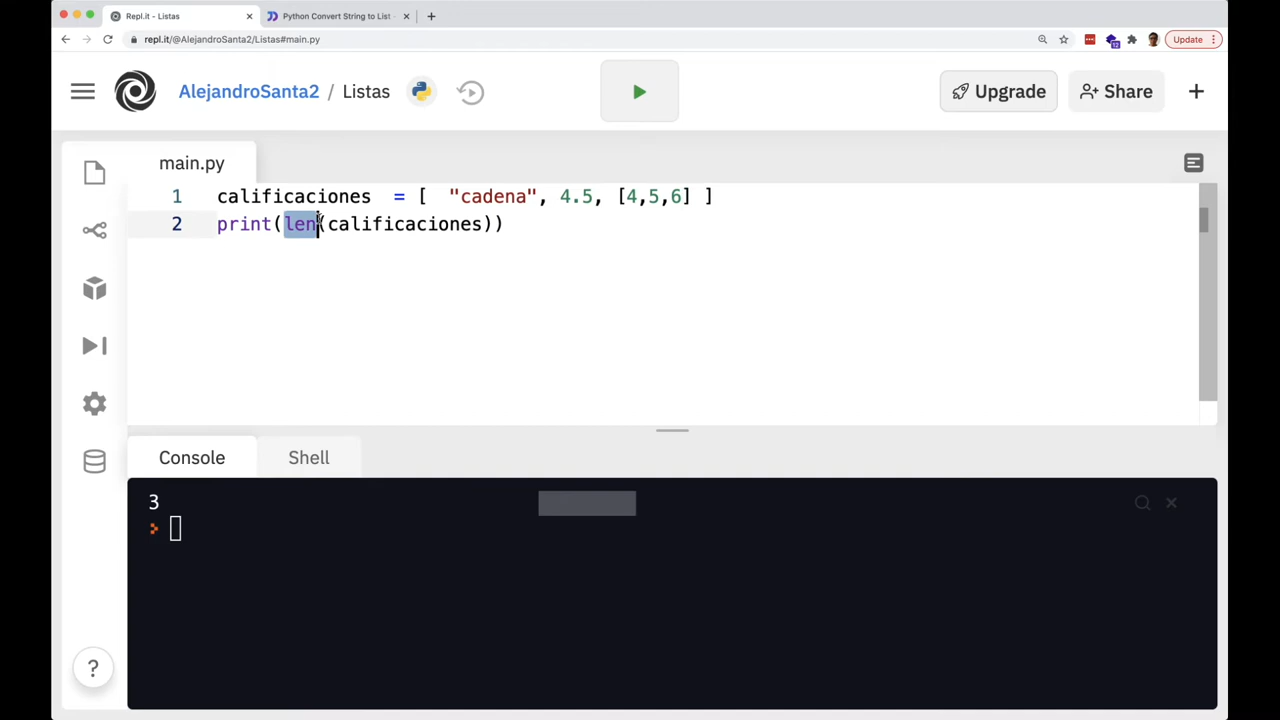 Repl.it - Listas
Python Convert String to List
repl.it/@AlejandroSanta2/Listas#main.py
12
Update
AlejandroSanta2 / Listas
Upgrade
Share
main.py
1 calificaciones = [ "cadena", 4.5, [4,5,6] ]
2 print(len(calificaciones))
Console
Shell
3
?